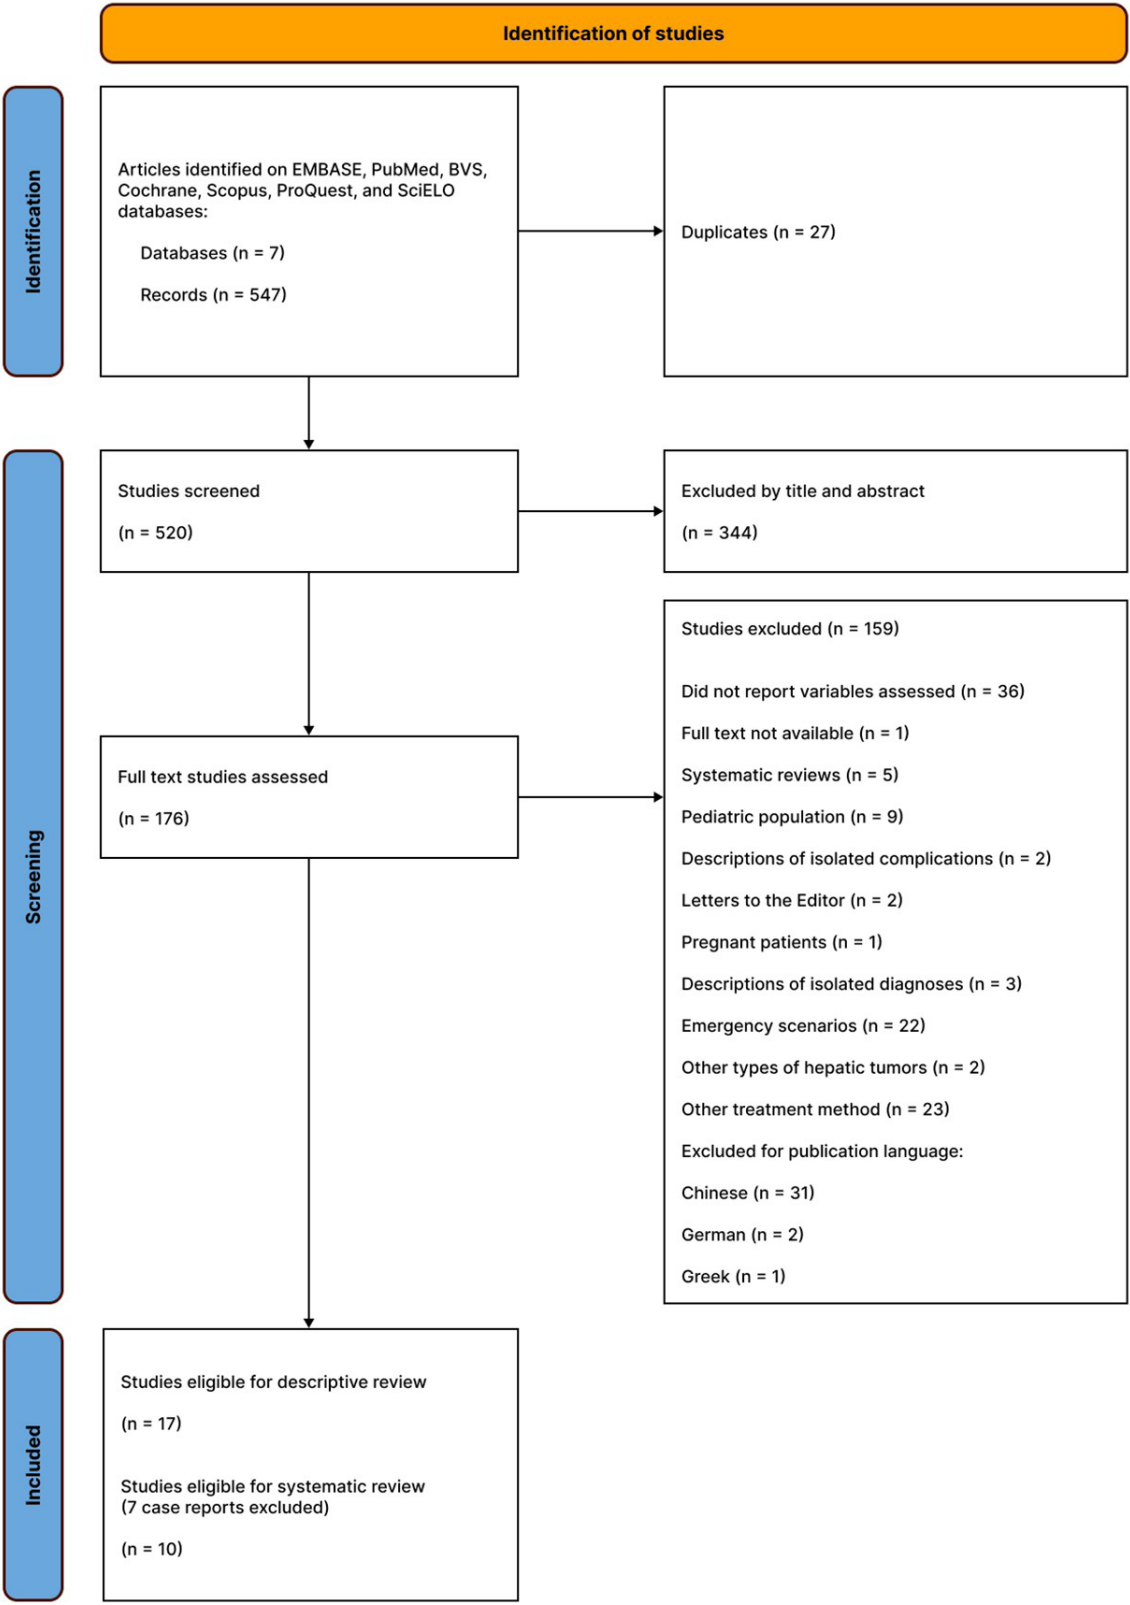 Identification of studies
Identification
Articles identified on EMBASE, PubMed, BVS,
Cochrane, Scopus, ProQuest, and SciELO
databases:
Databases (n = 7)
Records (n = 547)
Duplicates (n = 27)
Screening
Studies screened
(n = 520)
Excluded by title and abstract
(n = 344)
Full text studies assessed
(n = 176)
Studies excluded (n = 159)
Did not report variables assessed (n = 36)
Full text not available (n = 1)
Systematic reviews (n = 5)
Pediatric population (n = 9)
Descriptions of isolated complications (n = 2)
Letters to the Editor (n = 2)
Pregnant patients (n = 1)
Descriptions of isolated diagnoses (n = 3)
Emergency scenarios (n = 22)
Other types of hepatic tumors (n = 2)
Other treatment method (n = 23)
Excluded for publication language:
Chinese (n = 31)
German (n = 2)
Greek (n = 1)
Included
Studies eligible for descriptive review
(n = 17)
Studies eligible for systematic review
(7 case reports excluded)
(n = 10)